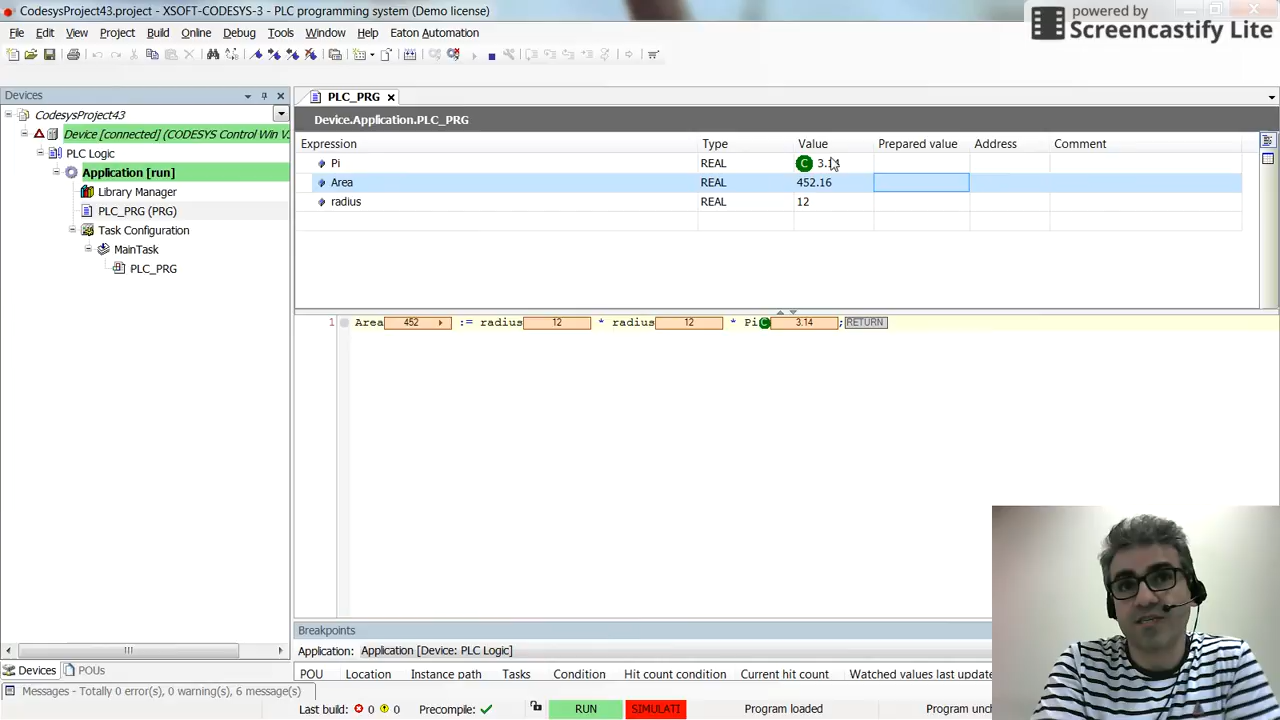 CodesysProject43.project - XSOFT-CODESYS-3 - PLC programming system (Demo license)
powered by
Screencastify Lite
File Edit View Project Build Online Debug Tools Window Help Eaton Automation
Devices
PLC_PRG
CodesysProject43
Device.Application.PLC_PRG
Device [connected] (CODESYS Control Win V3
Expression Type Value Prepared value Address Comment
PLC Logic
Pi REAL C 3.14
Application [run]
Area REAL 452.16
Library Manager
radius REAL 12
PLC_PRG (PRG)
Task Configuration
MainTask
PLC_PRG
1 Area 452 := radius 12 * radius 12 * Pi C 3.14 ; RETURN
Breakpoints
Application: Application [Device: PLC Logic]
Devices POUs
POU Location Instance path Tasks Condition Hit count condition Current hit count Watched values last update
Messages - Totally 0 error(s), 0 warning(s), 6 message(s)
Last build: 0 0 Precompile: RUN SIMULATI Program loaded Program unch